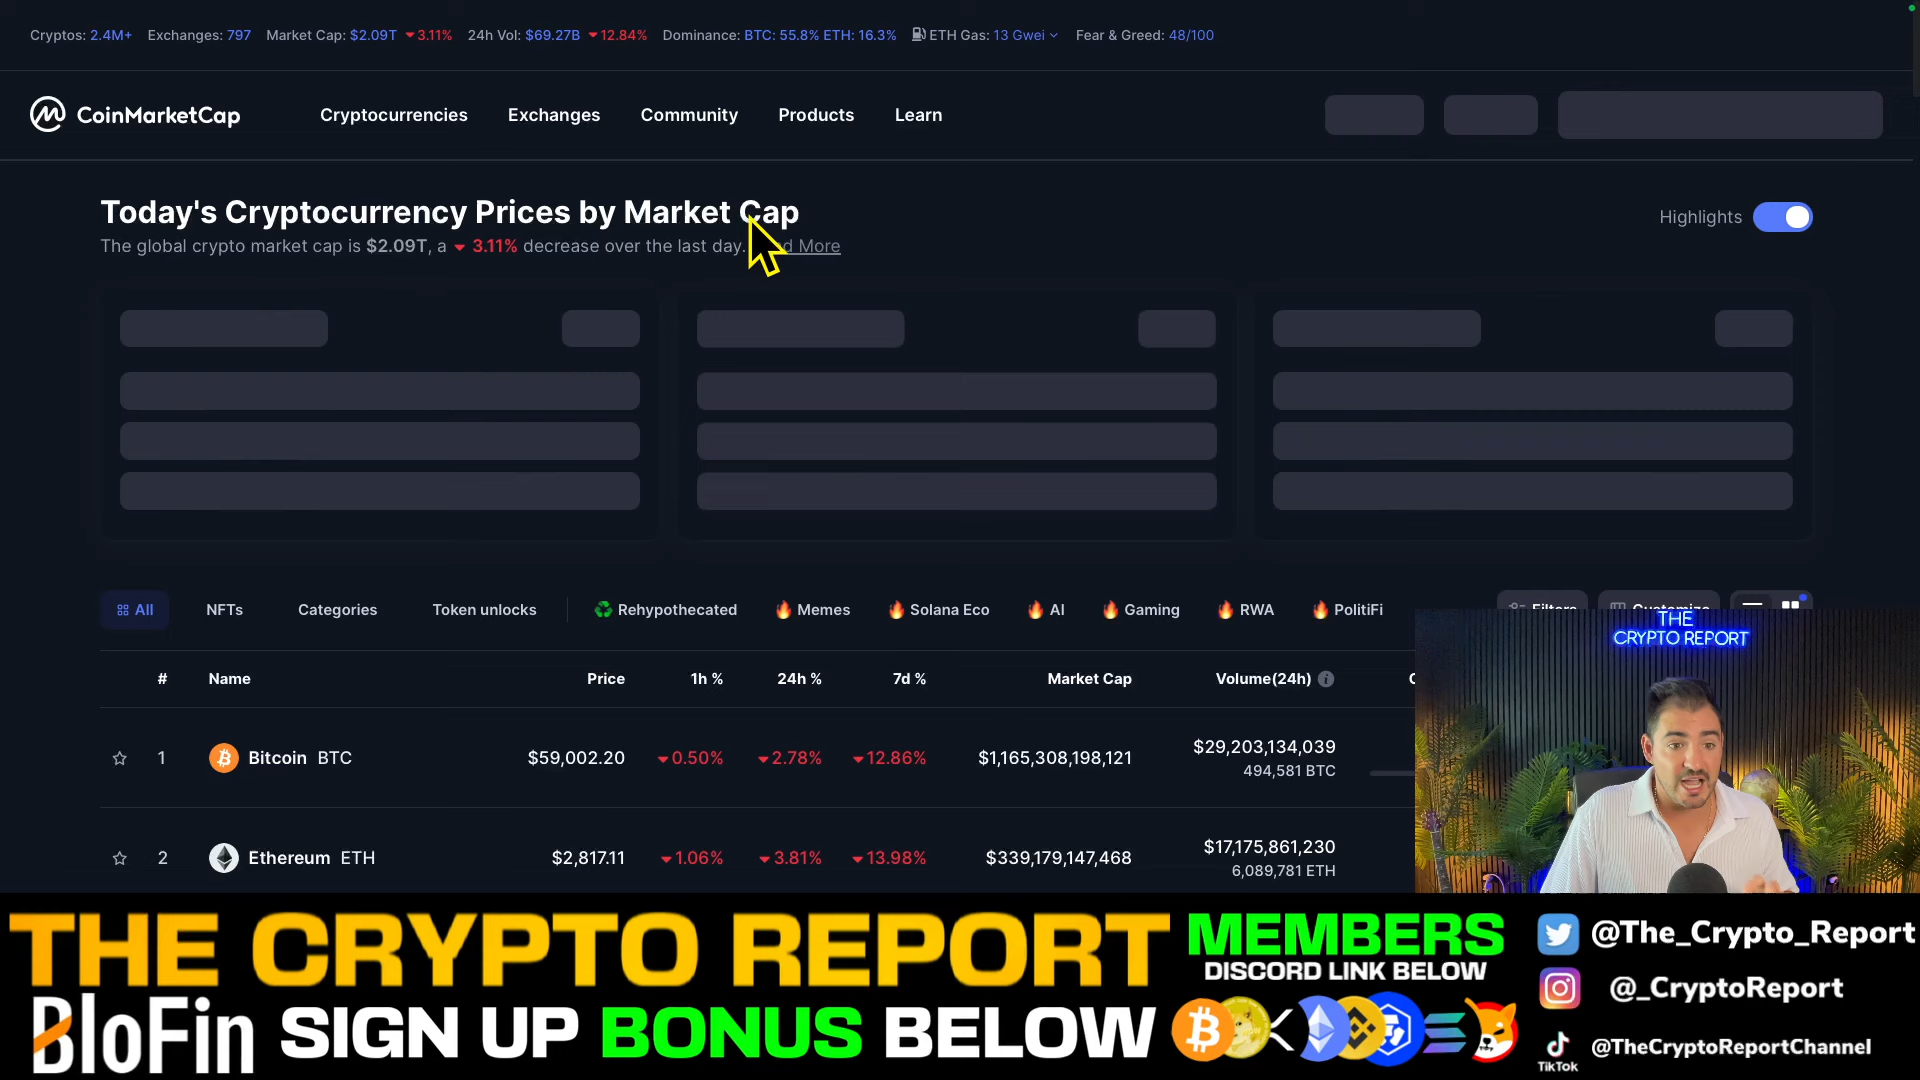 Cryptos: 2.4M+ Exchanges: 797 Market Cap: $2.09T 3.11% 24h Vol: $69.27B 12.84% Dominance: BTC: 55.8% ETH: 16.3% ETH Gas: 13 Gwei Fear & Greed: 48/100
CoinMarketCap Cryptocurrencies Exchanges Community Products Learn
Today's Cryptocurrency Prices by Market Cap
Highlights
The global crypto market cap is $2.09T, a 3.11% decrease over the last day. More
All NFTs Categories Token unlocks Rehypothecated Memes Solana Eco AI Gaming RWA PolitiFi Filters Customize
# Name Price 1h % 24h % 7d % Market Cap Volume(24h)
1 Bitcoin BTC $59,002.20 0.50% 2.78% 12.86% $1,165,308,198,121 $29,203,134,039
494,581 BTC
2 Ethereum ETH $2,817.11 1.06% 3.81% 13.98% $339,179,147,468 $17,175,861,230
6,089,781 ETH
THE
CRYPTO REPORT
THE CRYPTO REPORT
MEMBERS
DISCORD LINK BELOW
BloFin SIGN UP BONUS BELOW
@The_Crypto_Report
@_CryptoReport
TikTok @TheCryptoReportChannel